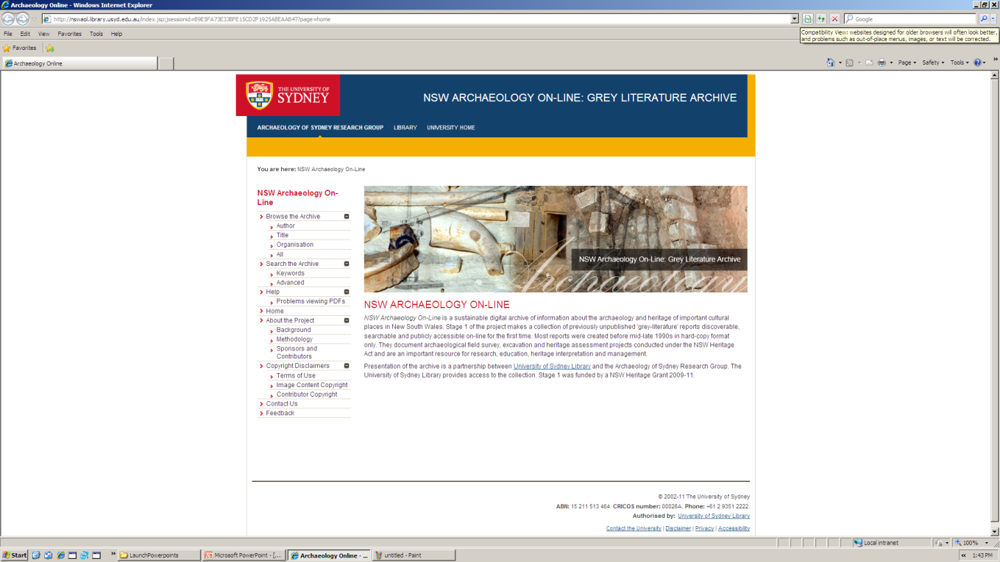 Archaeology Online - Windows Internet Explorer
http://nswaol.library.usyd.edu.au/index.jsp;jsessionid=B9E5FA73E33BFE15CD2F1925ABEAAB47?page=home
Google
File Edit View Favorites Tools Help
Compatibility View: websites designed for older browsers will often look better,
and problems such as out-of-place menus, images, or text will be corrected.
Favorites
Archaeology Online
Page Safety Tools
THE UNIVERSITY OF
SYDNEY
NSW ARCHAEOLOGY ON-LINE: GREY LITERATURE ARCHIVE
ARCHAEOLOGY OF SYDNEY RESEARCH GROUP LIBRARY UNIVERSITY HOME
You are here: NSW Archaeology On-Line
NSW Archaeology On-
Line
Browse the Archive
Author
Title
Organisation
All
Search the Archive
Keywords
Advanced
Help
Problems viewing PDFs
Home
About the Project
Background
Methodology
Sponsors and
Contributors
Copyright Disclaimers
Terms of Use
Image Content Copyright
Contributor Copyright
Contact Us
Feedback
NSW Archaeology On-Line: Grey Literature Archive
Archaeology
NSW ARCHAEOLOGY ON-LINE
NSW Archaeology On-Line is a sustainable digital archive of information about the archaeology and heritage of important cultural
places in New South Wales. Stage 1 of the project makes a collection of previously unpublished 'grey-literature' reports discoverable,
searchable and publicly accessible on-line for the first time. Most reports were created before mid-late 1990s in hard-copy format
only. They document archaeological field survey, excavation and heritage assessment projects conducted under the NSW Heritage
Act and are an important resource for research, education, heritage interpretation and management.
Presentation of the archive is a partnership between University of Sydney Library and the Archaeology of Sydney Research Group. The
University of Sydney Library provides access to the collection. Stage 1 was funded by a NSW Heritage Grant 2009-11.
© 2002-11 The University of Sydney
ABN: 15 211 513 464. CRICOS number: 00026A. Phone: +61 2 9351 2222.
Authorised by: University of Sydney Library
Contact the University | Disclaimer | Privacy | Accessibility
Local intranet 100%
Start LaunchPowerpoints Microsoft PowerPoint - [... Archaeology Online - ... untitled - Paint 1:43 PM